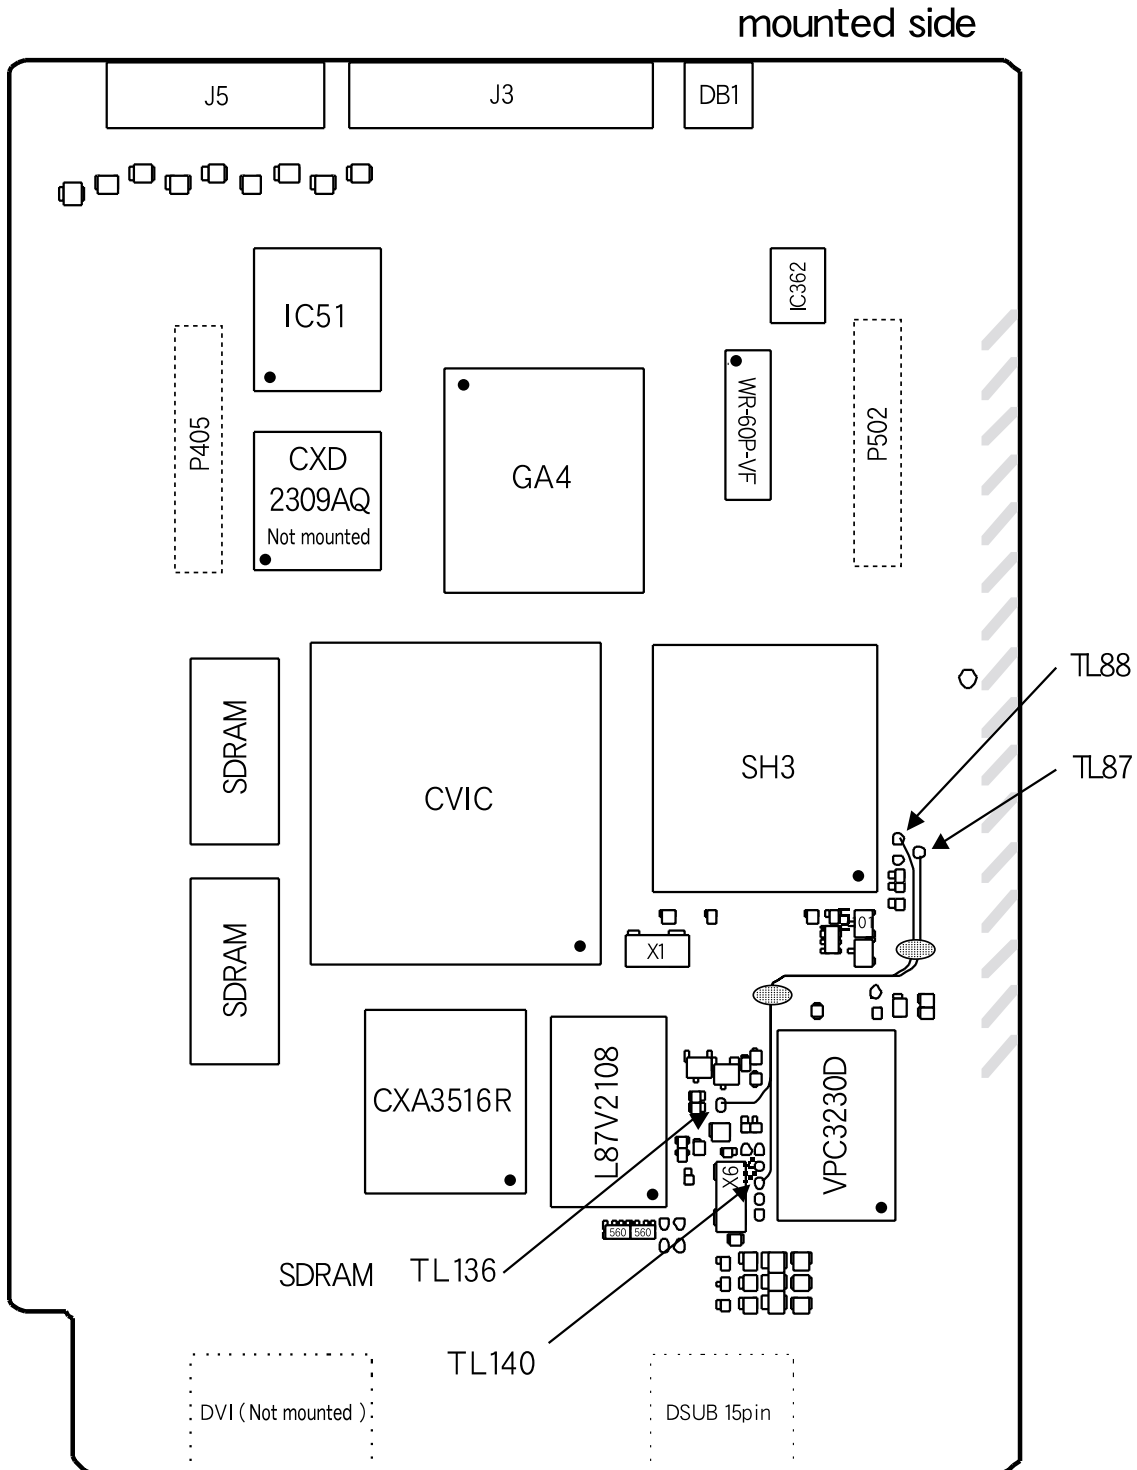 mounted side
J5
J3
DB1
IC51
IC362
P405
CXD
2309AQ
Not mounted
GA4
WR-60P-VF
P502
TL88
SDRAM
CVIC
SH3
TL87
SDRAM
01
X1
CXA3516R
L87V2108
VPC3230D
X6
560 560
SDRAM
TL136
TL140
DVI ( Not mounted )
DSUB 15pin